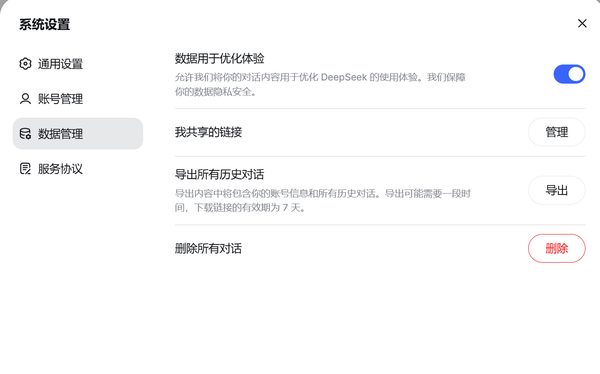 系统设置
通用设置
账号管理
数据管理
服务协议
数据用于优化体验
允许我们将你的对话内容用于优化 DeepSeek 的使用体验。我们保障
你的数据隐私安全。
我共享的链接
管理
导出所有历史对话
导出内容中将包含你的账号信息和所有历史对话。导出可能需要一段时
间，下载链接的有效期为 7 天。
导出
删除所有对话
删除